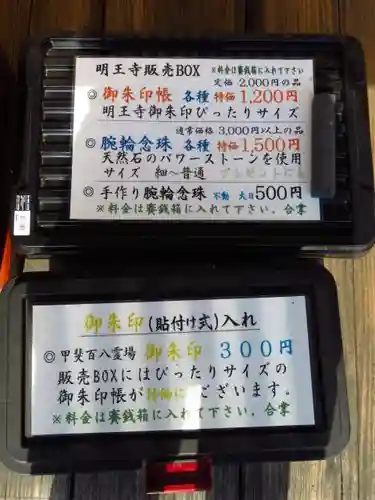 明王寺販売BOX ※料金は賽銭箱に入れて下さい
定価 2,000円の品
◎御朱印帳 各種 特価1,200円
明王寺御朱印ぴったりサイズ
通常価格 3,000円以上の品
◎腕輪念珠 各種 特価1,500円
天然石のパワーストーンを使用
サイズ 細～普通
◎手作り腕輪念珠 不動 大日500円
※料金は賽銭箱に入れて下さい。合掌
御朱印(貼付け式)入れ
◎甲斐百八霊場 御朱印 300円
販売BOXにはぴったりサイズの
御朱印帳が特価にございます。
※料金は賽銭箱に入れて下さい。合掌